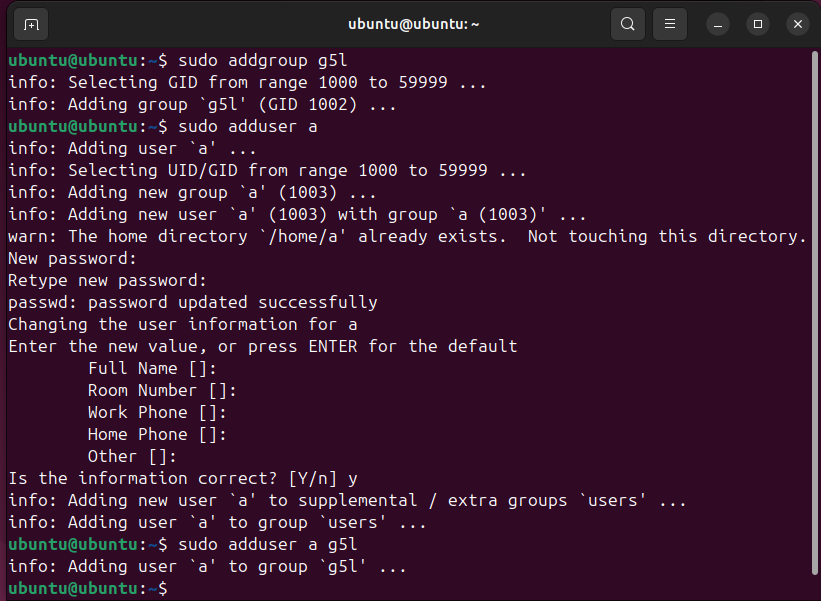 ubuntu@ubuntu: ~
ubuntu@ubuntu:~$ sudo addgroup g5l
info: Selecting GID from range 1000 to 59999 ...
info: Adding group `g5l' (GID 1002) ...
ubuntu@ubuntu:~$ sudo adduser a
info: Adding user `a' ...
info: Selecting UID/GID from range 1000 to 59999 ...
info: Adding new group `a' (1003) ...
info: Adding new user `a' (1003) with group `a (1003)' ...
warn: The home directory `/home/a' already exists.  Not touching this directory.
New password:
Retype new password:
passwd: password updated successfully
Changing the user information for a
Enter the new value, or press ENTER for the default
        Full Name []:
        Room Number []:
        Work Phone []:
        Home Phone []:
        Other []:
Is the information correct? [Y/n] y
info: Adding new user `a' to supplemental / extra groups `users' ...
info: Adding user `a' to group `users' ...
ubuntu@ubuntu:~$ sudo adduser a g5l
info: Adding user `a' to group `g5l' ...
ubuntu@ubuntu:~$